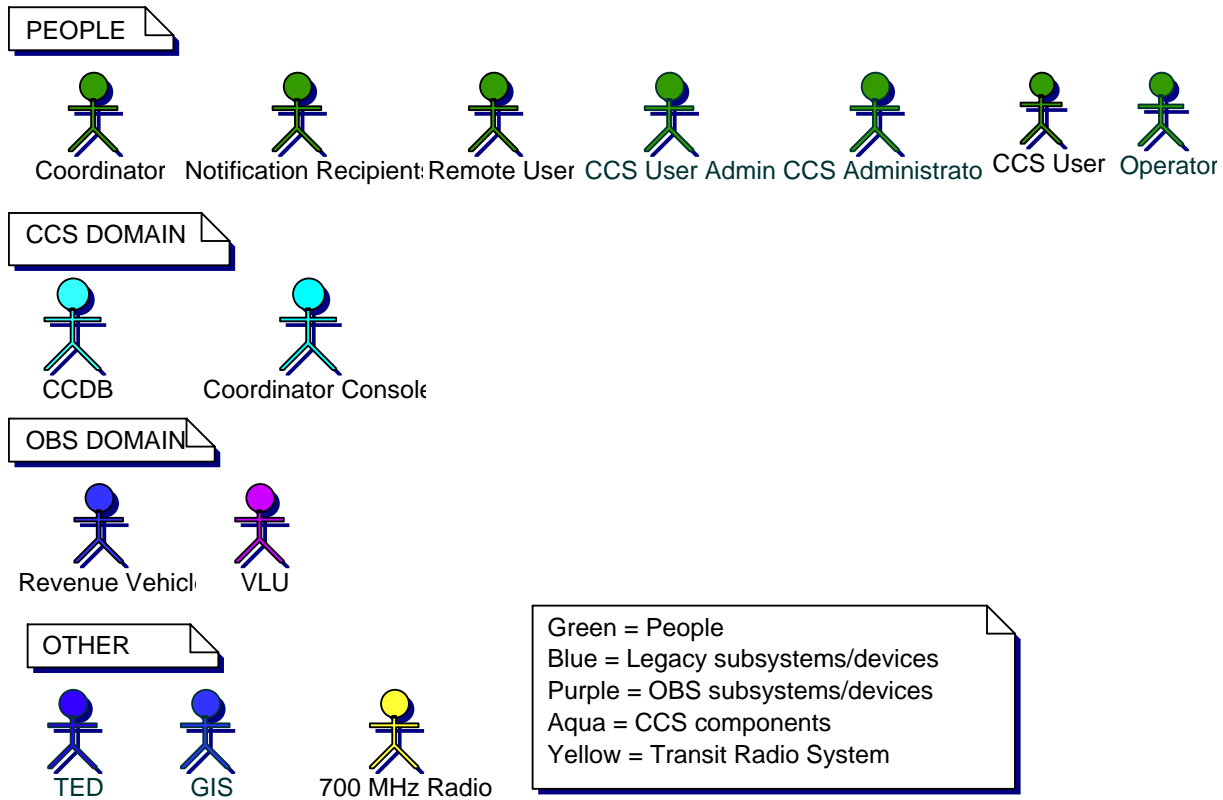 PEOPLE
Coordinator
Notification Recipients
Remote User
CCS User Admin
CCS Administrato
CCS User
Operator
CCS DOMAIN
CCDB
Coordinator Console
OBS DOMAIN
Revenue Vehicl
VLU
OTHER
TED
GIS
700 MHz Radio
Green = People
Blue = Legacy subsystems/devices
Purple = OBS subsystems/devices
Aqua = CCS components
Yellow = Transit Radio System